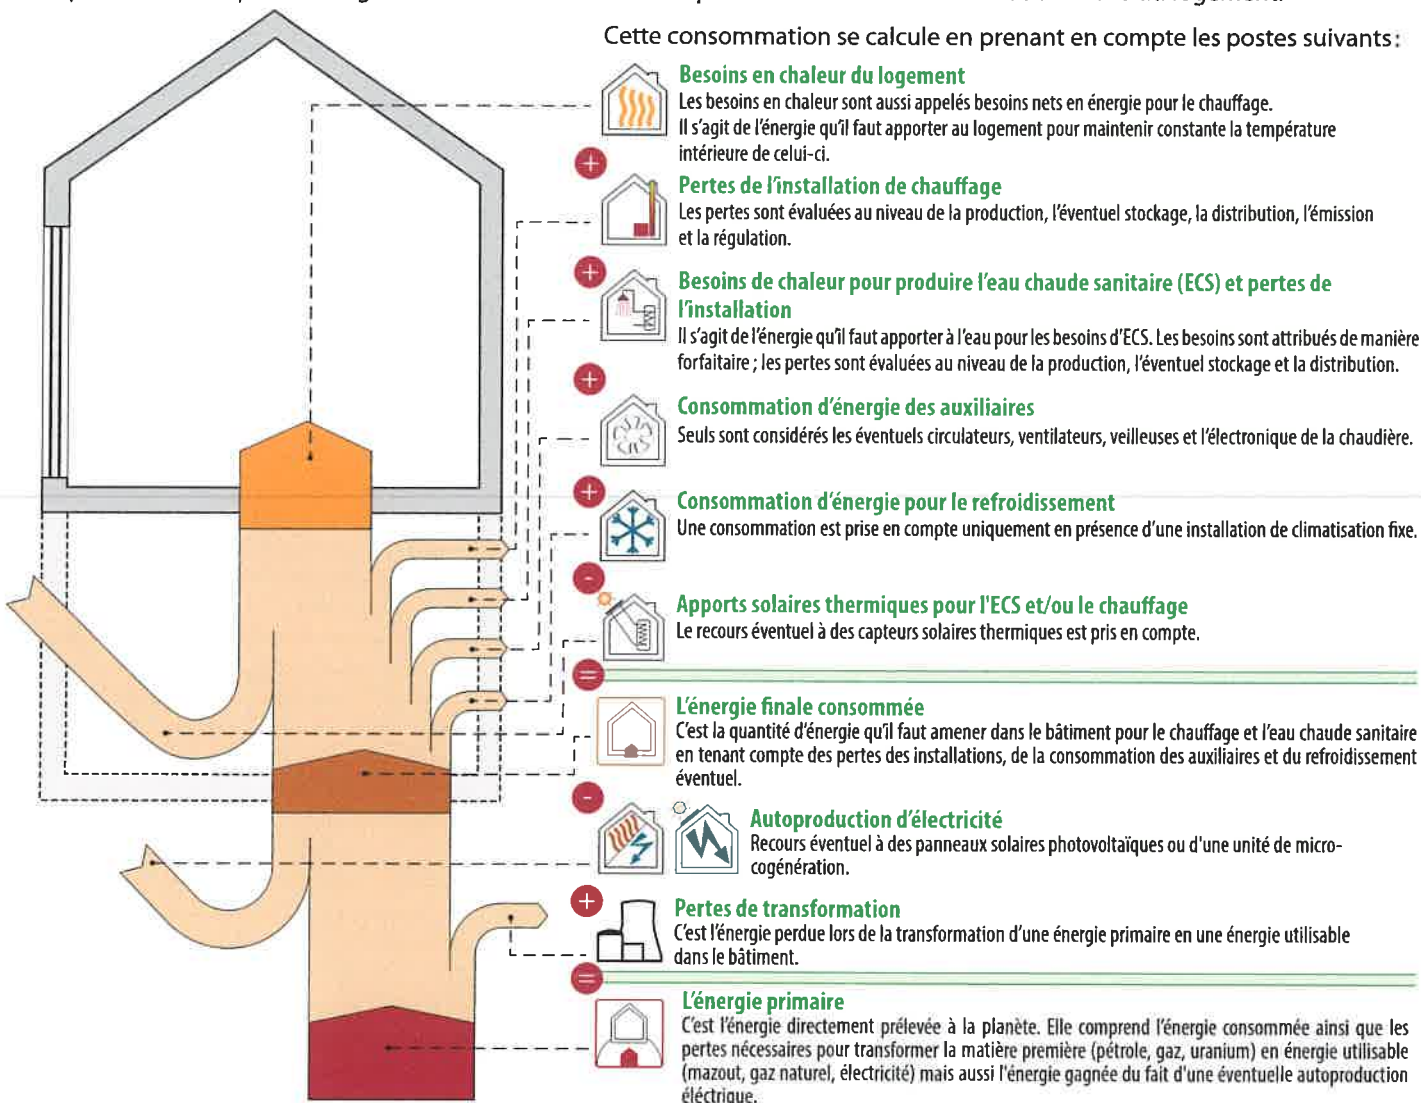 Cette consommation se calcule en prenant en compte les postes suivants :
Besoins en chaleur du logement
Les besoins en chaleur sont aussi appelés besoins nets en énergie pour le chauffage.
Il s'agit de l'énergie qu'il faut apporter au logement pour maintenir constante la température
intérieure de celui-ci.
+
Pertes de l'installation de chauffage
Les pertes sont évaluées au niveau de la production, l'éventuel stockage, la distribution, l'émission
et la régulation.
+
Besoins de chaleur pour produire l'eau chaude sanitaire (ECS) et pertes de
l'installation
Il s'agit de l'énergie qu'il faut apporter à l'eau pour les besoins d'ECS. Les besoins sont attribués de manière
forfaitaire ; les pertes sont évaluées au niveau de la production, l'éventuel stockage et la distribution.
+
Consommation d'énergie des auxiliaires
Seuls sont considérés les éventuels circulateurs, ventilateurs, veilleuses et l'électronique de la chaudière.
+
Consommation d'énergie pour le refroidissement
Une consommation est prise en compte uniquement en présence d'une installation de climatisation fixe.
-
Apports solaires thermiques pour l'ECS et/ou le chauffage
Le recours éventuel à des capteurs solaires thermiques est pris en compte.
=
L'énergie finale consommée
C'est la quantité d'énergie qu'il faut amener dans le bâtiment pour le chauffage et l'eau chaude sanitaire
en tenant compte des pertes des installations, de la consommation des auxiliaires et du refroidissement
éventuel.
-
Autoproduction d'électricité
Recours éventuel à des panneaux solaires photovoltaïques ou d'une unité de micro-
cogénération.
+
Pertes de transformation
C'est l'énergie perdue lors de la transformation d'une énergie primaire en une énergie utilisable
dans le bâtiment.
=
L'énergie primaire
C'est l'énergie directement prélevée à la planète. Elle comprend l'énergie consommée ainsi que les
pertes nécessaires pour transformer la matière première (pétrole, gaz, uranium) en énergie utilisable
(mazout, gaz naturel, électricité) mais aussi l'énergie gagnée du fait d'une éventuelle autoproduction
éléctrique.